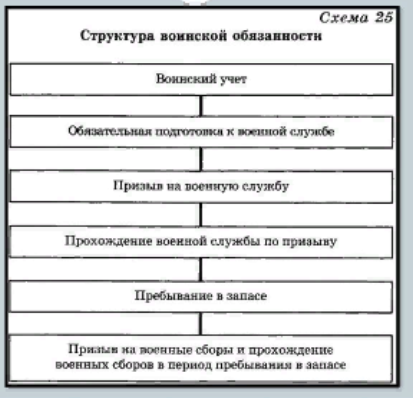 Схема 25
Структура воинской обязанности
Воинский учет
Обязательная подготовка к военной службе
Призыв на военную службу
Прохождение военной службы по призыву
Пребывание в запасе
Призыв на военные сборы и прохождение
военных сборов в период пребывания в запасе